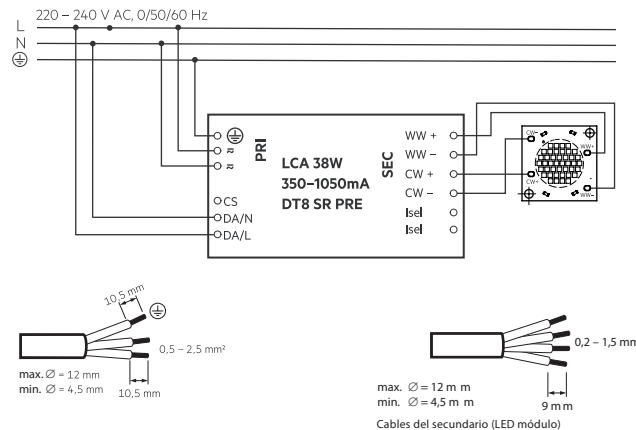 220 – 240 V AC, 0/50/60 Hz
L
N
PRI
SEC
LCA 38W
350–1050mA
DT8 SR PRE
≂
≂
CS
DA/N
DA/L
WW +
WW –
CW +
CW –
Isel
Isel
CW–
WW+
CW+
WW–
10,5 mm
0,5 – 2,5 mm²
max. Ø = 12 mm
min. Ø = 4,5 mm
10,5 mm
0,2 – 1,5 mm
max. Ø = 12 m m
min. Ø = 4,5 m m
9 m m
Cables del secundario (LED módulo)